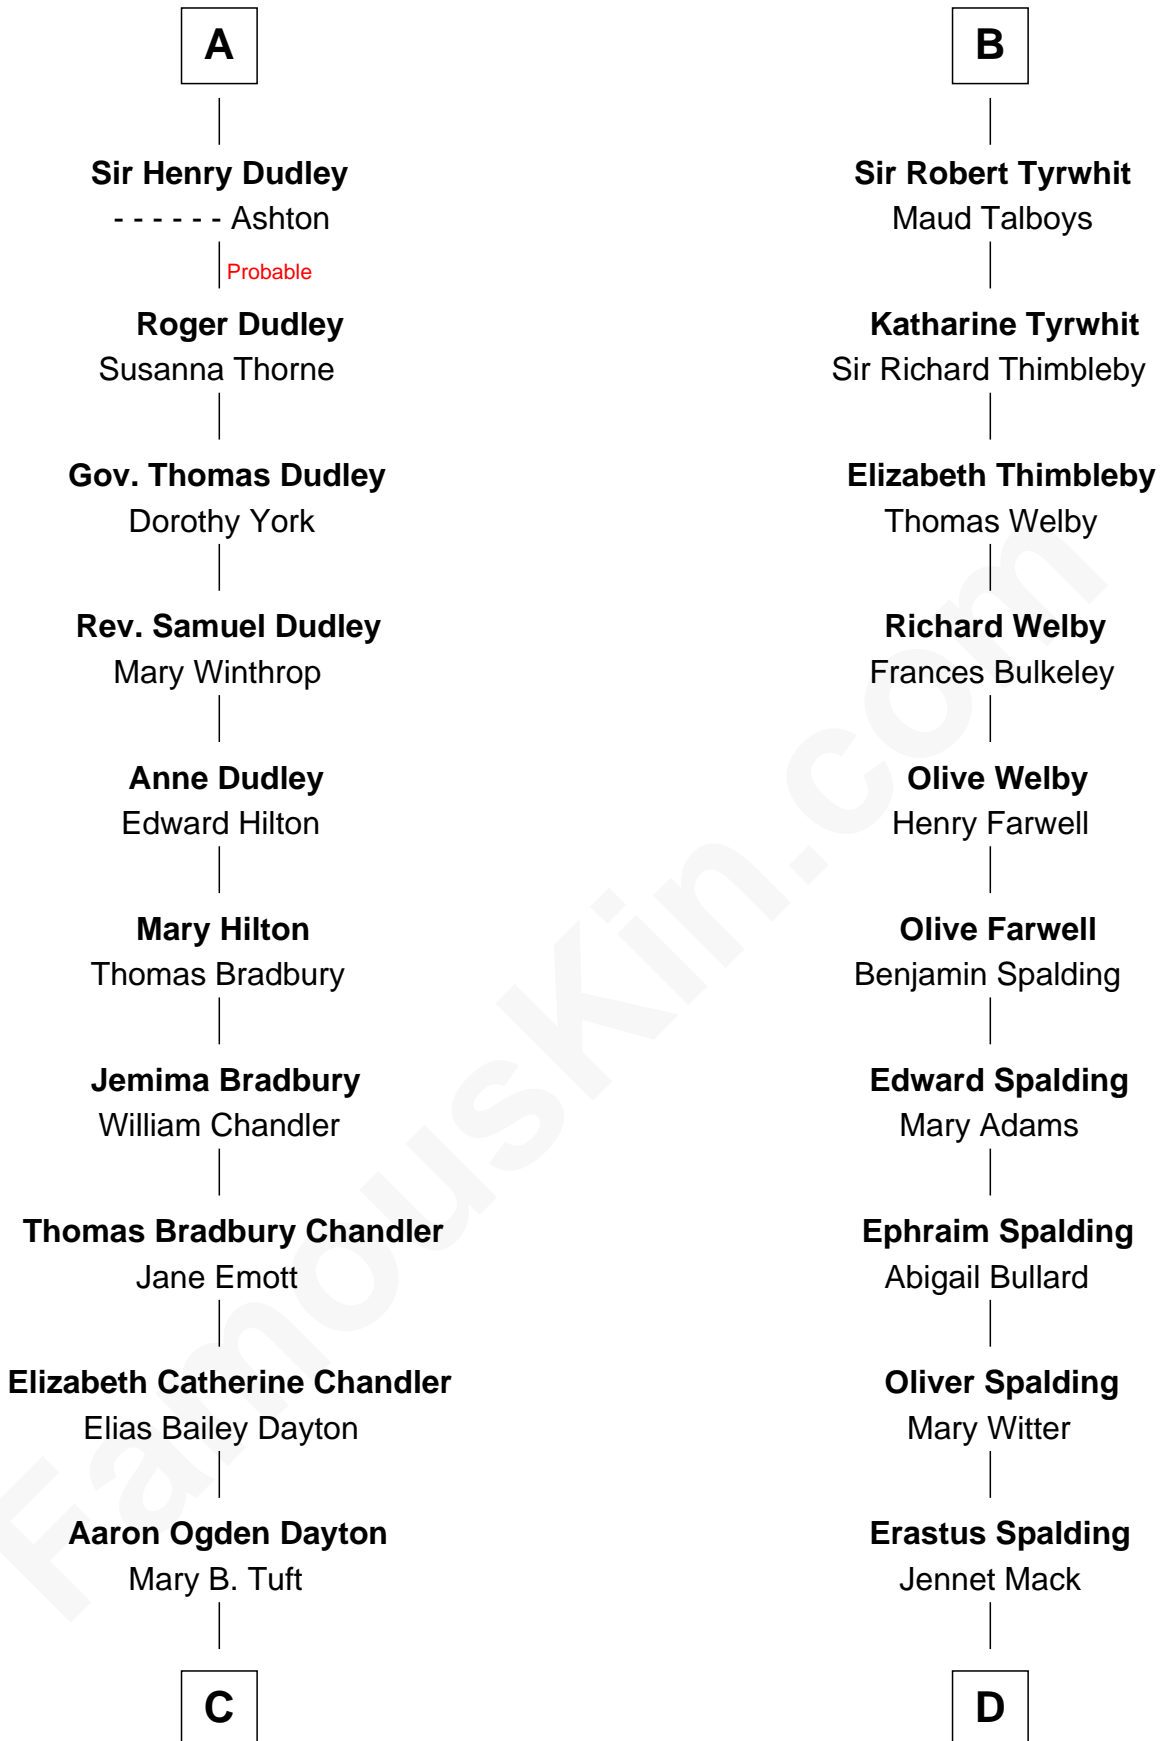 A
Sir Henry Dudley
- - - - - - Ashton
Probable
Roger Dudley
Susanna Thorne
Gov. Thomas Dudley
Dorothy York
Rev. Samuel Dudley
Mary Winthrop
Anne Dudley
Edward Hilton
Mary Hilton
Thomas Bradbury
Jemima Bradbury
William Chandler
Thomas Bradbury Chandler
Jane Emott
Elizabeth Catherine Chandler
Elias Bailey Dayton
Aaron Ogden Dayton
Mary B. Tuft
C
B
Sir Robert Tyrwhit
Maud Talboys
Katharine Tyrwhit
Sir Richard Thimbleby
Elizabeth Thimbleby
Thomas Welby
Richard Welby
Frances Bulkeley
Olive Welby
Henry Farwell
Olive Farwell
Benjamin Spalding
Edward Spalding
Mary Adams
Ephraim Spalding
Abigail Bullard
Oliver Spalding
Mary Witter
Erastus Spalding
Jennet Mack
D
FamousKin.com